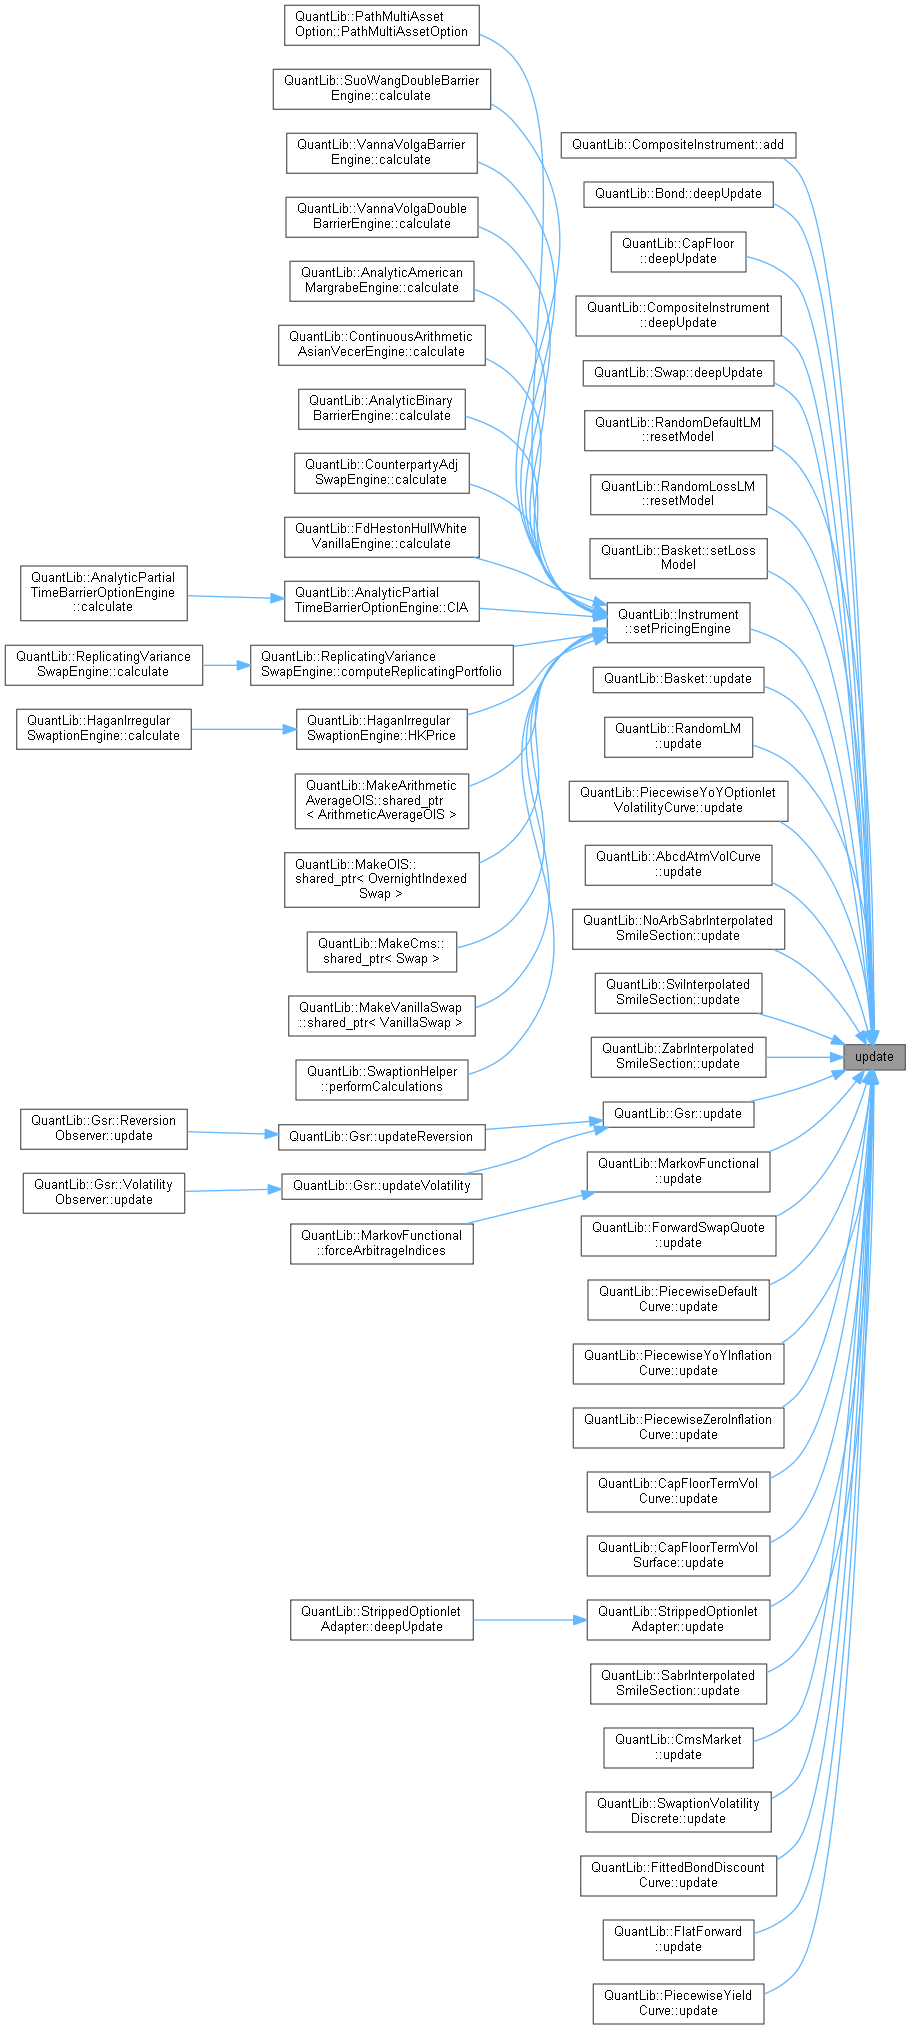 QuantLib::PathMultiAsset
Option::PathMultiAssetOption
QuantLib::SuoWangDoubleBarrier
Engine::calculate
QuantLib::VannaVolgaBarrier
Engine::calculate
QuantLib::VannaVolgaDouble
BarrierEngine::calculate
QuantLib::AnalyticAmerican
MargrabeEngine::calculate
QuantLib::ContinuousArithmetic
AsianVecerEngine::calculate
QuantLib::AnalyticBinary
BarrierEngine::calculate
QuantLib::CounterpartyAdj
SwapEngine::calculate
QuantLib::FdHestonHullWhite
VanillaEngine::calculate
QuantLib::AnalyticPartial
TimeBarrierOptionEngine
::calculate
QuantLib::AnalyticPartial
TimeBarrierOptionEngine::CIA
QuantLib::ReplicatingVariance
SwapEngine::calculate
QuantLib::ReplicatingVariance
SwapEngine::computeReplicatingPortfolio
QuantLib::HaganIrregular
SwaptionEngine::calculate
QuantLib::HaganIrregular
SwaptionEngine::HKPrice
QuantLib::MakeArithmetic
AverageOIS::shared_ptr
< ArithmeticAverageOIS >
QuantLib::MakeOIS::
shared_ptr< OvernightIndexed
Swap >
QuantLib::MakeCms::
shared_ptr< Swap >
QuantLib::MakeVanillaSwap
::shared_ptr< VanillaSwap >
QuantLib::SwaptionHelper
::performCalculations
QuantLib::Gsr::Reversion
Observer::update
QuantLib::Gsr::updateReversion
QuantLib::Gsr::Volatility
Observer::update
QuantLib::Gsr::updateVolatility
QuantLib::MarkovFunctional
::forceArbitrageIndices
QuantLib::StrippedOptionlet
Adapter::deepUpdate
QuantLib::CompositeInstrument::add
QuantLib::Bond::deepUpdate
QuantLib::CapFloor
::deepUpdate
QuantLib::CompositeInstrument
::deepUpdate
QuantLib::Swap::deepUpdate
QuantLib::RandomDefaultLM
::resetModel
QuantLib::RandomLossLM
::resetModel
QuantLib::Basket::setLoss
Model
QuantLib::Instrument
::setPricingEngine
QuantLib::Basket::update
QuantLib::RandomLM
::update
QuantLib::PiecewiseYoYOptionlet
VolatilityCurve::update
QuantLib::AbcdAtmVolCurve
::update
QuantLib::NoArbSabrInterpolated
SmileSection::update
QuantLib::SviInterpolated
SmileSection::update
QuantLib::ZabrInterpolated
SmileSection::update
QuantLib::Gsr::update
QuantLib::MarkovFunctional
::update
QuantLib::ForwardSwapQuote
::update
QuantLib::PiecewiseDefault
Curve::update
QuantLib::PiecewiseYoYInflation
Curve::update
QuantLib::PiecewiseZeroInflation
Curve::update
QuantLib::CapFloorTermVol
Curve::update
QuantLib::CapFloorTermVol
Surface::update
QuantLib::StrippedOptionlet
Adapter::update
QuantLib::SabrInterpolated
SmileSection::update
QuantLib::CmsMarket
::update
QuantLib::SwaptionVolatility
Discrete::update
QuantLib::FittedBondDiscount
Curve::update
QuantLib::FlatForward
::update
QuantLib::PiecewiseYield
Curve::update
update